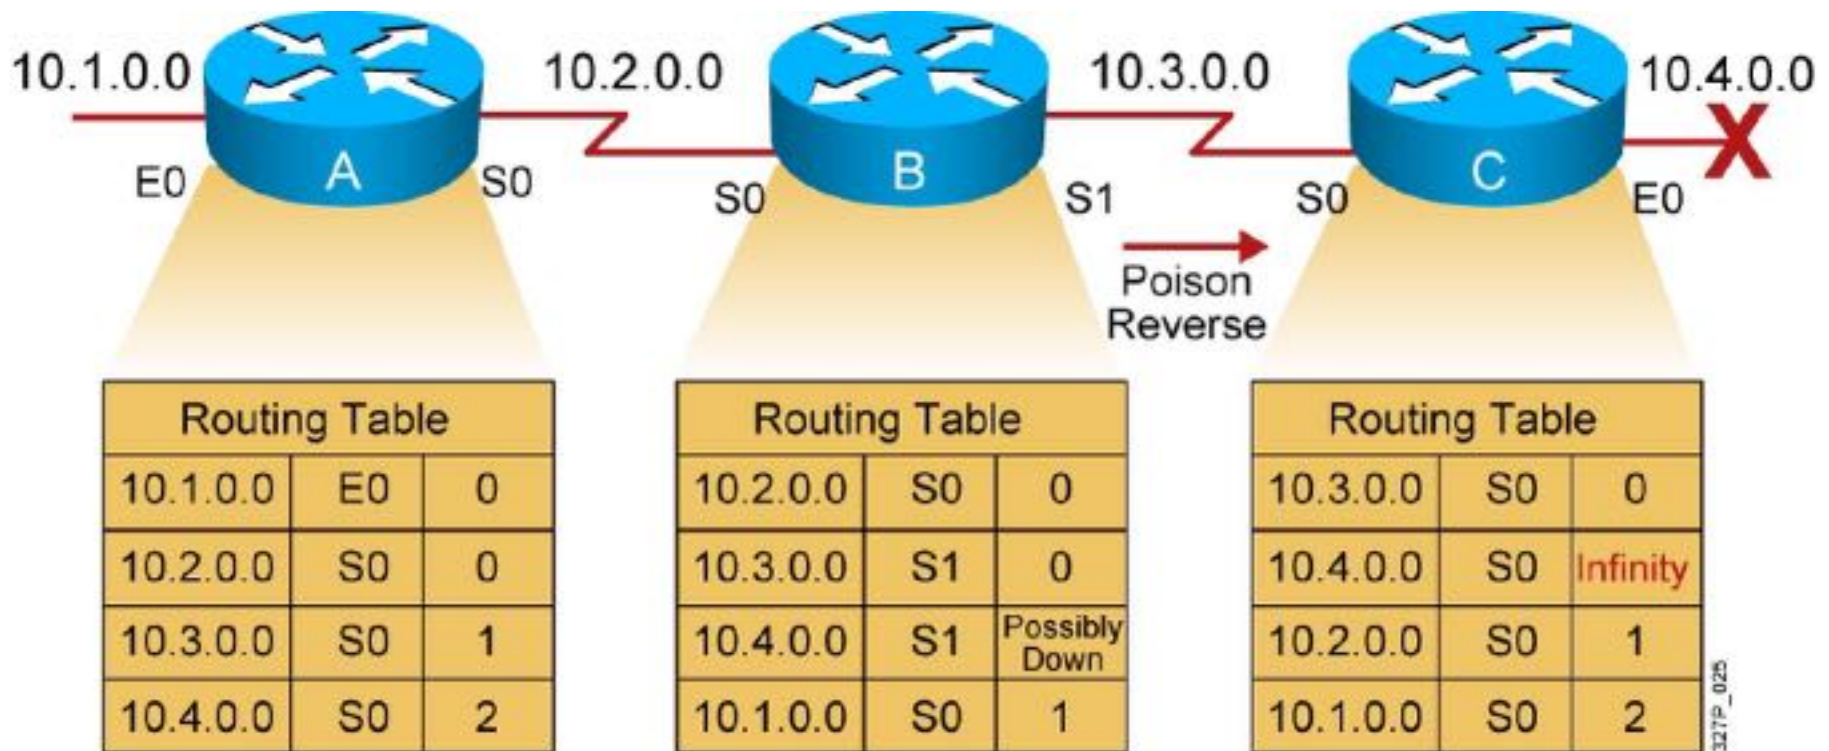 10.1.0.0
10.2.0.0
10.3.0.0
10.4.0.0
X
E0
A
S0
S0
B
S1
S0
C
E0
Poison
Reverse
Routing Table
10.1.0.0 E0 0
10.2.0.0 S0 0
10.3.0.0 S0 1
10.4.0.0 S0 2
Routing Table
10.2.0.0 S0 0
10.3.0.0 S1 0
10.4.0.0 S1 Possibly
Down
10.1.0.0 S0 1
Routing Table
10.3.0.0 S0 0
10.4.0.0 S0 Infinity
10.2.0.0 S0 1
10.1.0.0 S0 2
327P_025